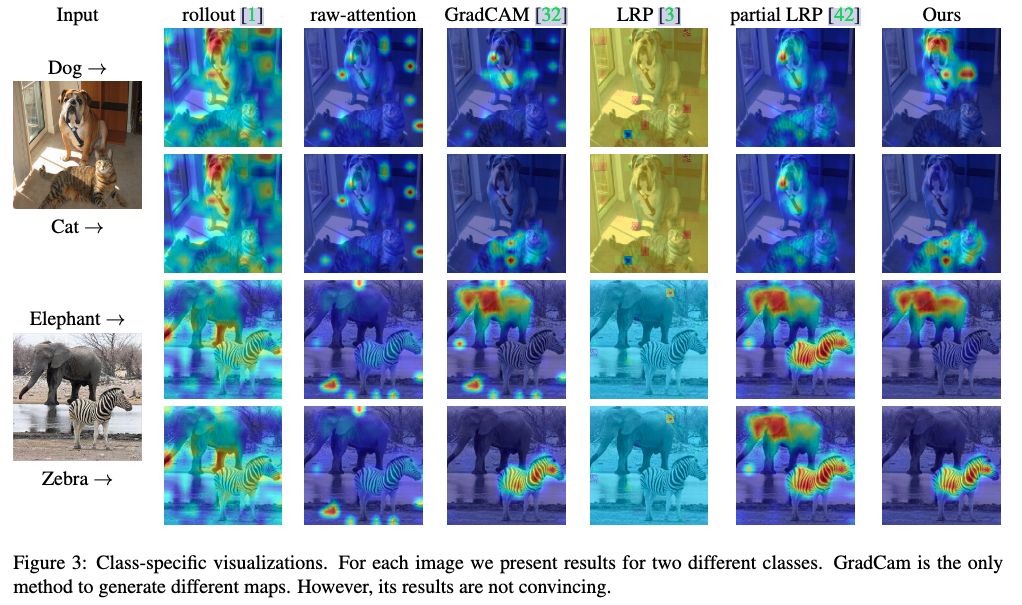 Input rollout [1] raw-attention GradCAM [32] LRP [3] partial LRP [42] Ours
Dog →
Cat →
Elephant →
Zebra →
Figure 3: Class-specific visualizations. For each image we present results for two different classes. GradCam is the only
method to generate different maps. However, its results are not convincing.